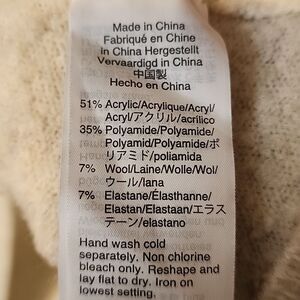 Made in China
Fabriqué en Chine
in China Hergestellt
Vervaardigd in China
中国製
Hecho en China
51% Acrylic/Acrylique/Acryl/
Acryl/アクリル/acrílico
35% Polyamide/Polyamide/
Polyamid/Polyamide/ポ
リアミド/poliamida
7% Wool/Laine/Wolle/Wol/
ウール/lana
7% Elastane/Élasthanne/
Elastan/Elastaan/エラス
テーン/elastano
Hand wash cold
separately. Non chlorine
bleach only. Reshape and
lay flat to dry. Iron on
lowest setting.